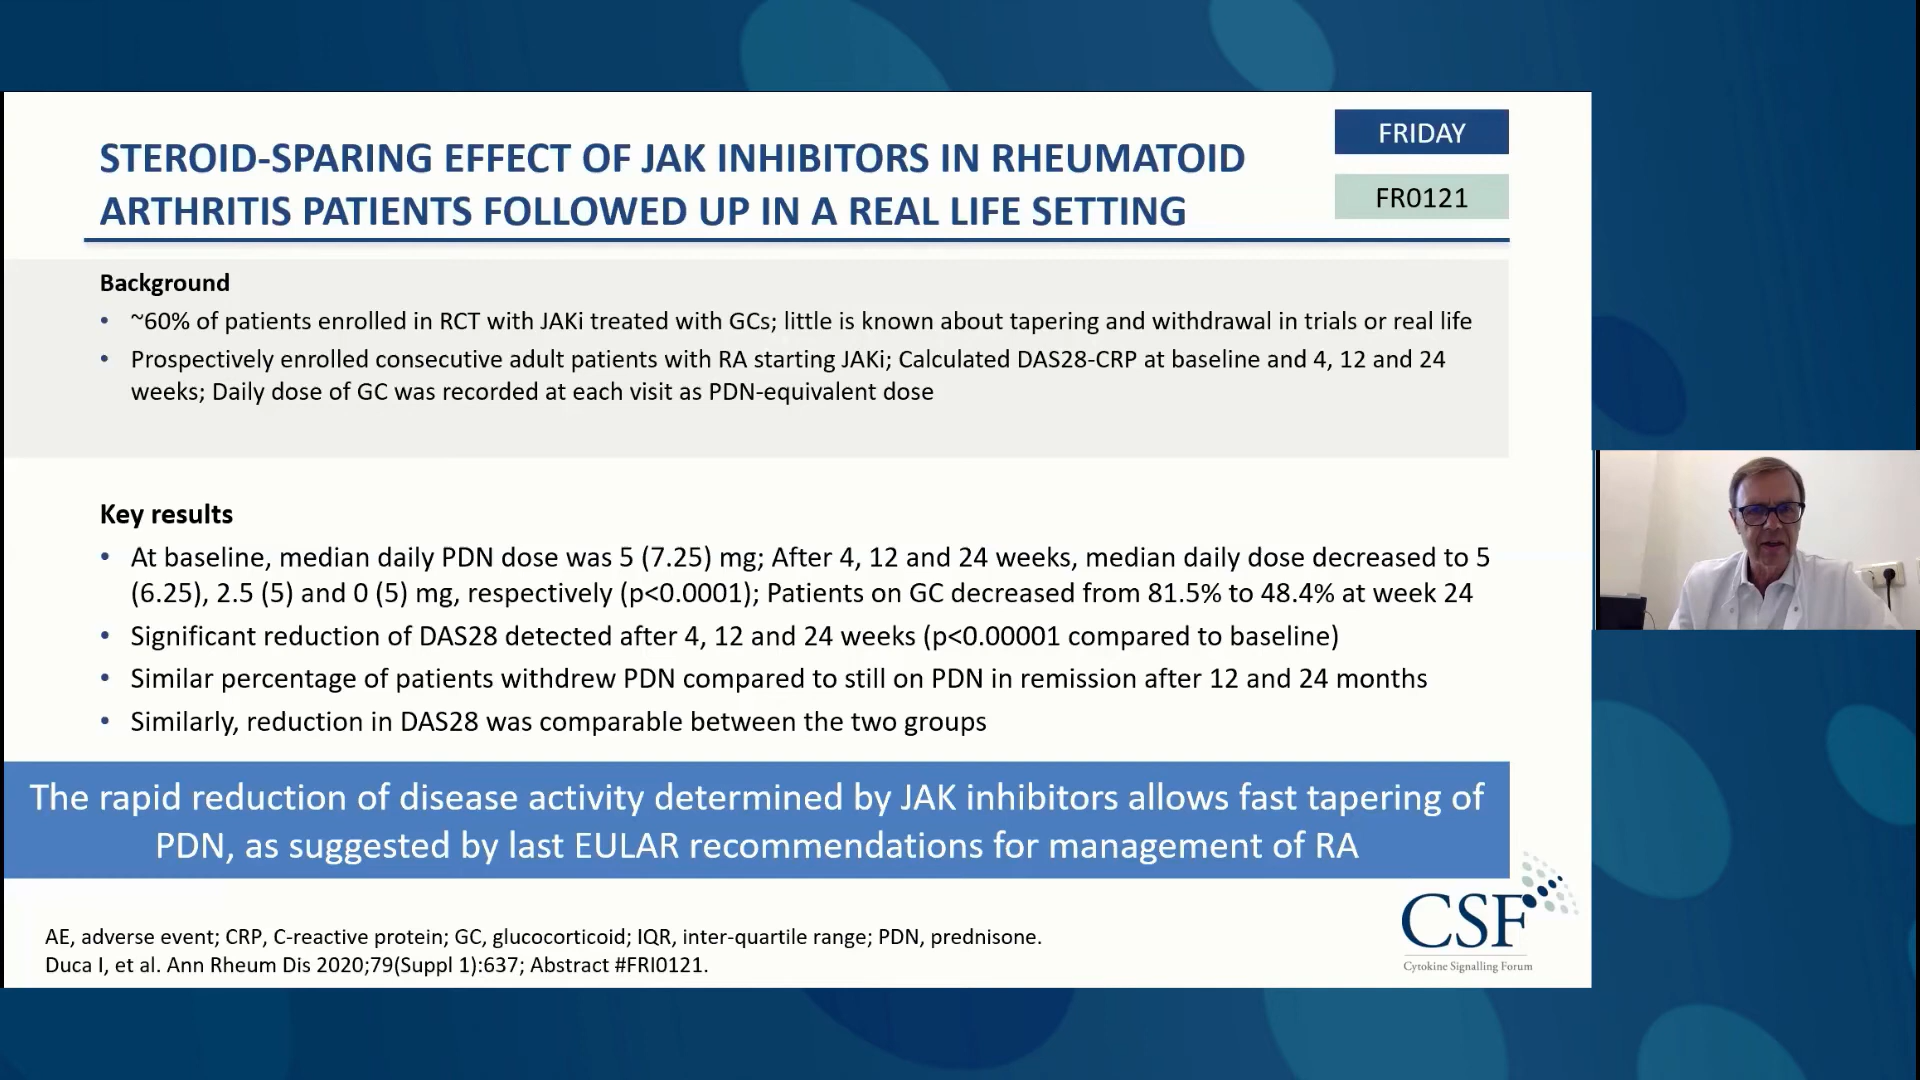 STEROID-SPARING EFFECT OF JAK INHIBITORS IN RHEUMATOID
ARTHRITIS PATIENTS FOLLOWED UP IN A REAL LIFE SETTING
FRIDAY
FR0121
Background
• ~60% of patients enrolled in RCT with JAKi treated with GCs; little is known about tapering and withdrawal in trials or real life
• Prospectively enrolled consecutive adult patients with RA starting JAKi; Calculated DAS28-CRP at baseline and 4, 12 and 24
weeks; Daily dose of GC was recorded at each visit as PDN-equivalent dose
Key results
• At baseline, median daily PDN dose was 5 (7.25) mg; After 4, 12 and 24 weeks, median daily dose decreased to 5
(6.25), 2.5 (5) and 0 (5) mg, respectively (p<0.0001); Patients on GC decreased from 81.5% to 48.4% at week 24
• Significant reduction of DAS28 detected after 4, 12 and 24 weeks (p<0.00001 compared to baseline)
• Similar percentage of patients withdrew PDN compared to still on PDN in remission after 12 and 24 months
• Similarly, reduction in DAS28 was comparable between the two groups
The rapid reduction of disease activity determined by JAK inhibitors allows fast tapering of
PDN, as suggested by last EULAR recommendations for management of RA
AE, adverse event; CRP, C-reactive protein; GC, glucocorticoid; IQR, inter-quartile range; PDN, prednisone.
Duca I, et al. Ann Rheum Dis 2020;79(Suppl 1):637; Abstract #FRI0121.
CSF
Cytokine Signalling Forum